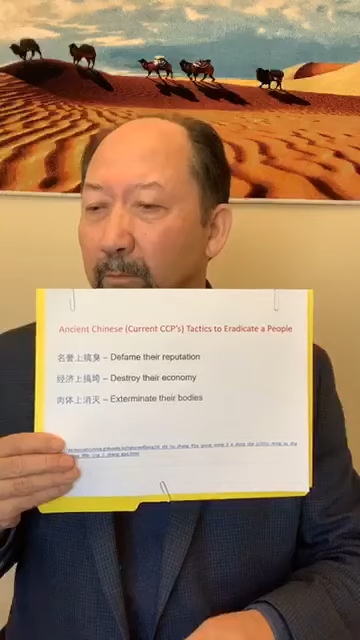 Ancient Chinese (Current CCP's) Tactics to Eradicate a People
名誉上搞臭 – Defame their reputation
经济上搞垮 – Destroy their economy
肉体上消灭 – Exterminate their bodies